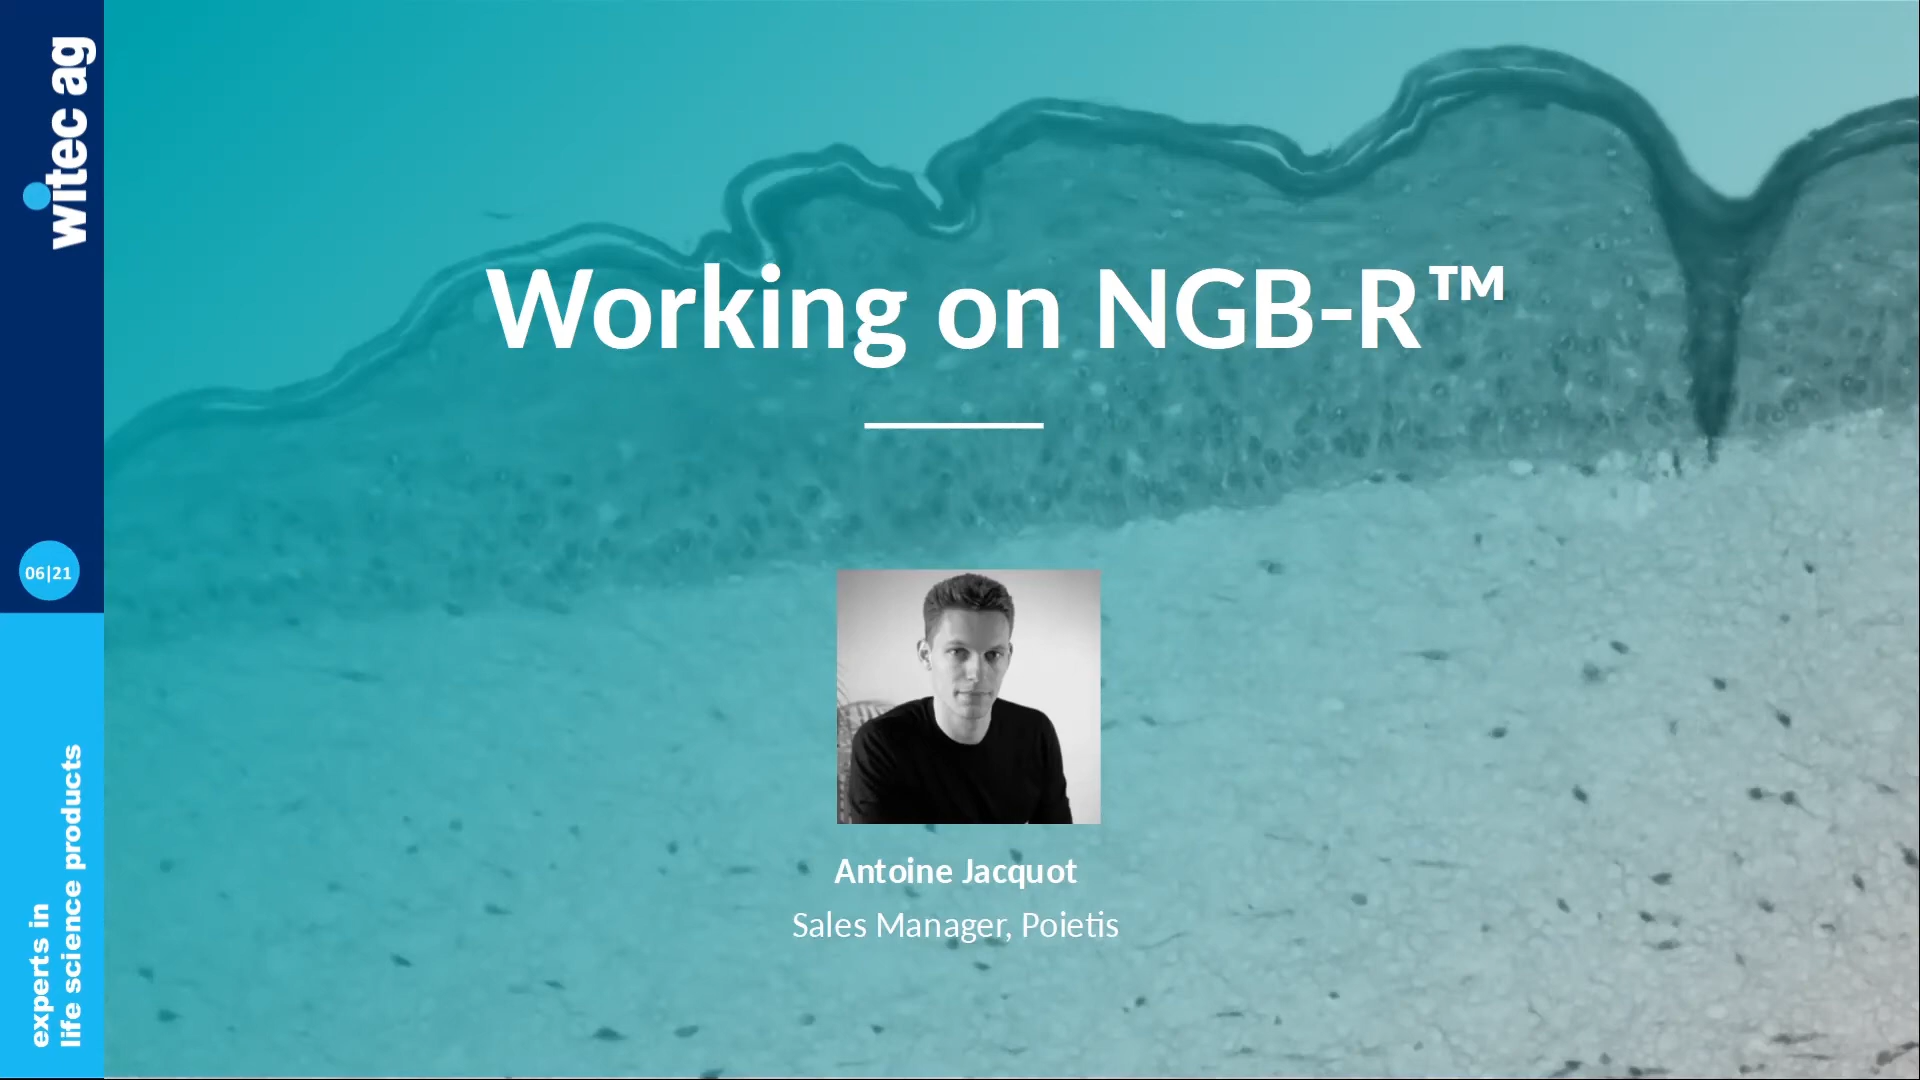 witec ag
06|21
experts in
life science products
Working on NGB-R™
Antoine Jacquot
Sales Manager, Poietis